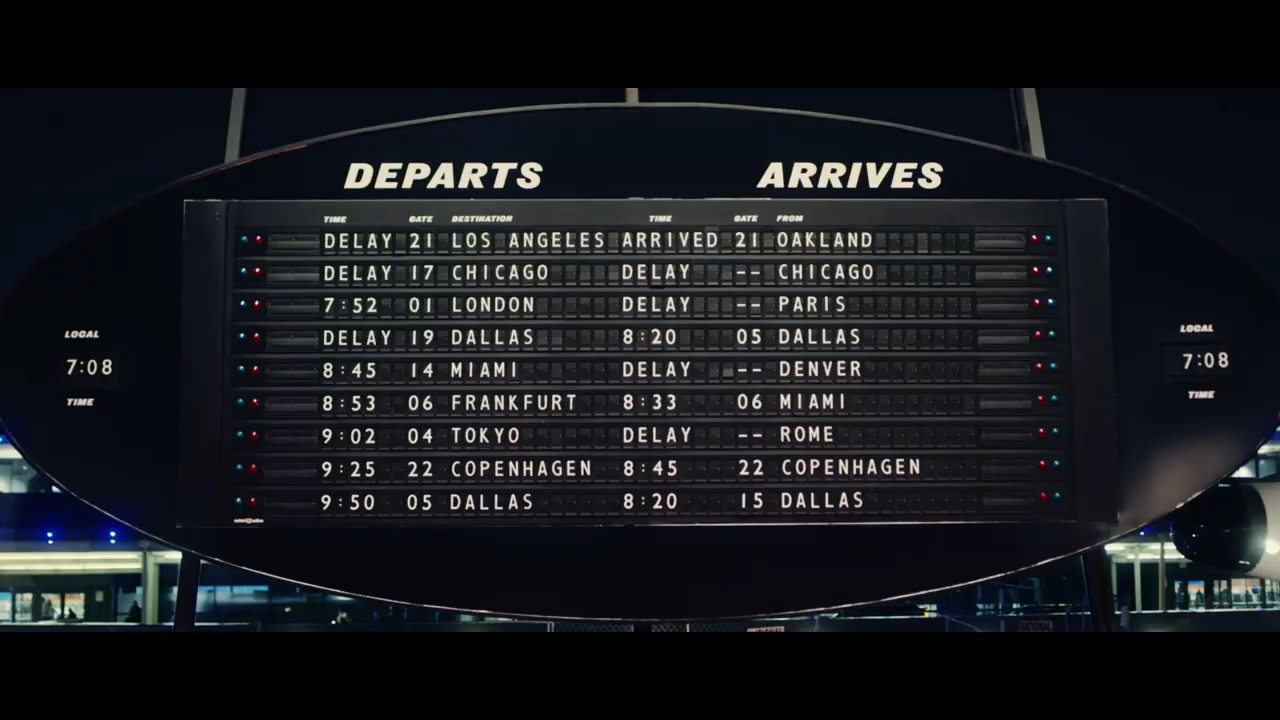 DEPARTS ARRIVES
TIME GATE DESTINATION TIME GATE FROM
DELAY 21 LOS ANGELES ARRIVED 21 OAKLAND
DELAY 17 CHICAGO DELAY -- CHICAGO
7:52 01 LONDON DELAY -- PARIS
DELAY 19 DALLAS 8:20 05 DALLAS
8:45 14 MIAMI DELAY -- DENVER
8:53 06 FRANKFURT 8:33 06 MIAMI
9:02 04 TOKYO DELAY -- ROME
9:25 22 COPENHAGEN 8:45 22 COPENHAGEN
9:50 05 DALLAS 8:20 15 DALLAS
LOCAL
7:08
TIME
LOCAL
7:08
TIME
NATIONAL